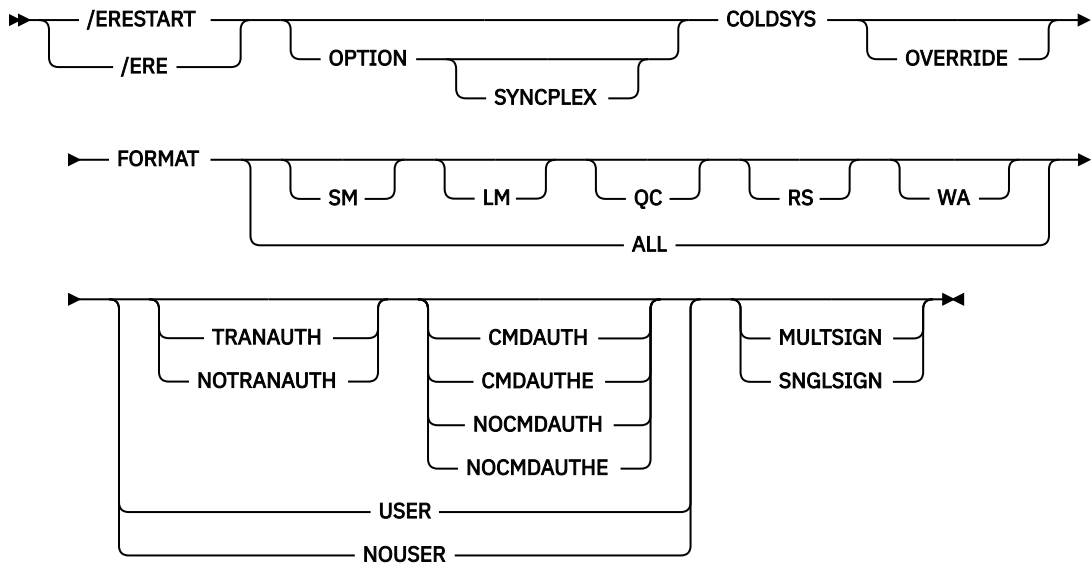 /ERESTART COLDSYS
/ERE OPTION OVERRIDE
SYNCPLEX
FORMAT
SM LM QC RS WA
ALL
TRANAUTH CMDAUTH MULTSIGN
NOTRANAUTH CMDAUTHE SNGLSIGN
NOCMDAUTH
NOCMDAUTHE
USER
NOUSER